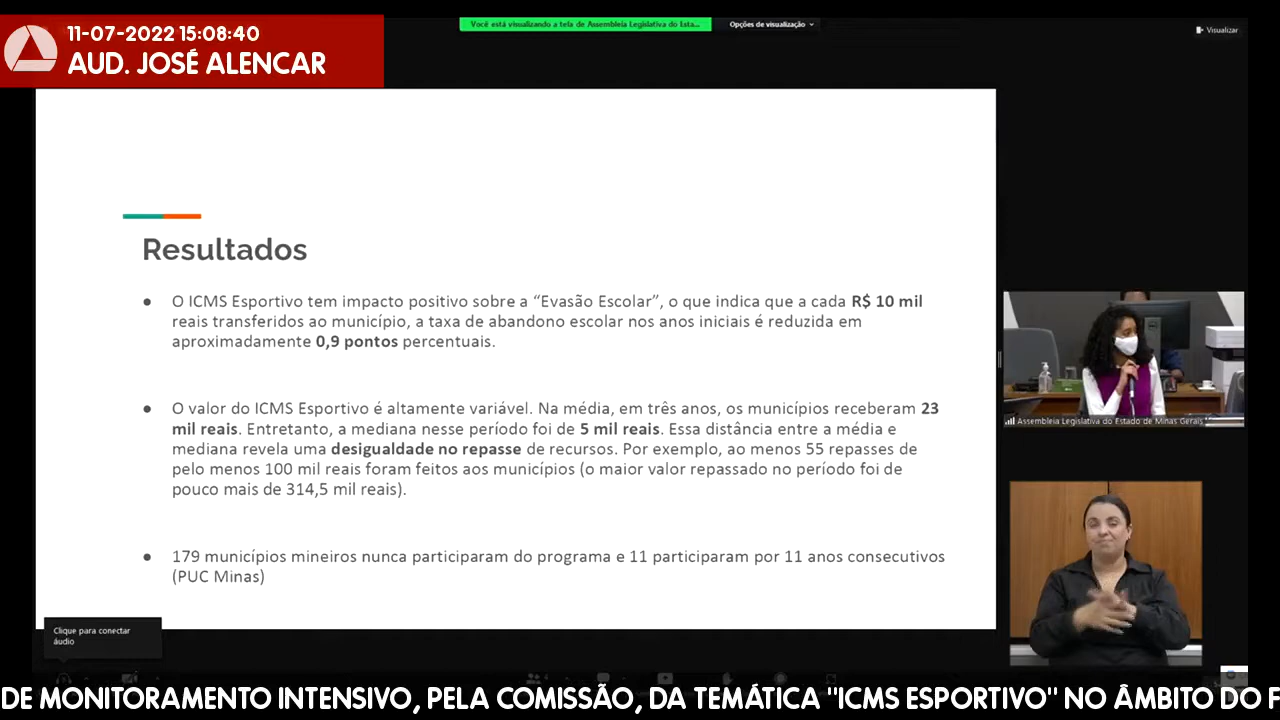 11-07-2022 15:08:40
AUD. JOSÉ ALENCAR
Você está visualizando a tela de Assembleia Legislativa do Esta...
Opções de visualização
Visualizar
Resultados
● O ICMS Esportivo tem impacto positivo sobre a “Evasão Escolar”, o que indica que a cada R$ 10 mil
reais transferidos ao município, a taxa de abandono escolar nos anos iniciais é reduzida em
aproximadamente 0,9 pontos percentuais.
● O valor do ICMS Esportivo é altamente variável. Na média, em três anos, os municípios receberam 23
mil reais. Entretanto, a mediana nesse período foi de 5 mil reais. Essa distância entre a média e
mediana revela uma desigualdade no repasse de recursos. Por exemplo, ao menos 55 repasses de
pelo menos 100 mil reais foram feitos aos municípios (o maior valor repassado no período foi de
pouco mais de 314,5 mil reais).
● 179 municípios mineiros nunca participaram do programa e 11 participaram por 11 anos consecutivos
(PUC Minas)
Assembleia Legislativa do Estado de Minas Gerais
Clique para conectar
áudio
DE MONITORAMENTO INTENSIVO, PELA COMISSÃO, DA TEMÁTICA "ICMS ESPORTIVO" NO ÂMBITO DO F